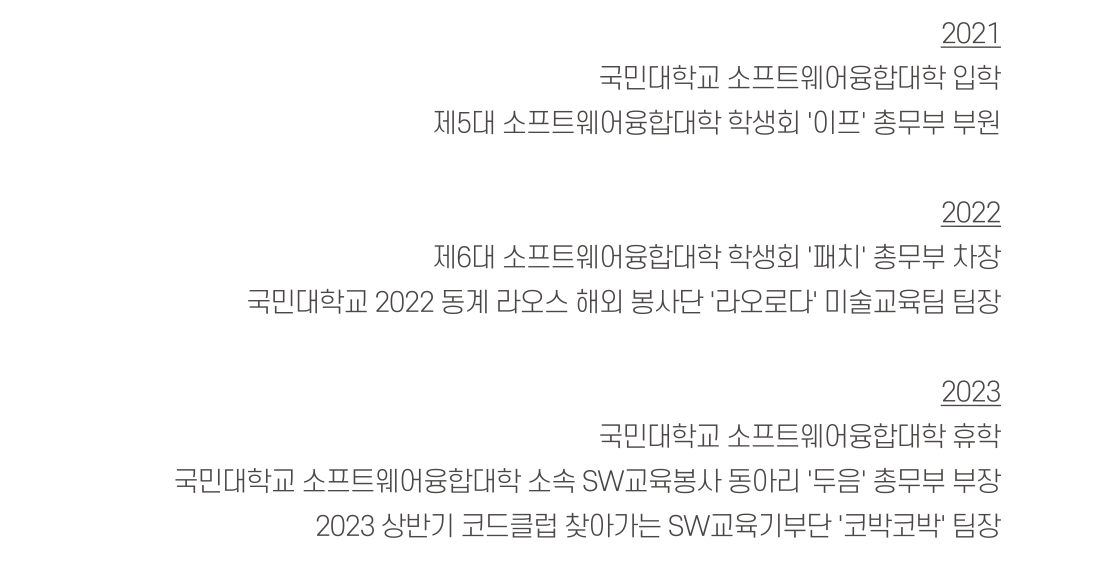 2021
국민대학교 소프트웨어융합대학 입학
제5대 소프트웨어융합대학 학생회 '이프' 총무부 부원
2022
제6대 소프트웨어융합대학 학생회 '패치' 총무부 차장
국민대학교 2022 동계 라오스 해외 봉사단 '라오로다' 미술교육팀 팀장
2023
국민대학교 소프트웨어융합대학 휴학
국민대학교 소프트웨어융합대학 소속 SW교육봉사 동아리 '두음' 총무부 부장
2023 상반기 코드클럽 찾아가는 SW교육기부단 '코박코박' 팀장